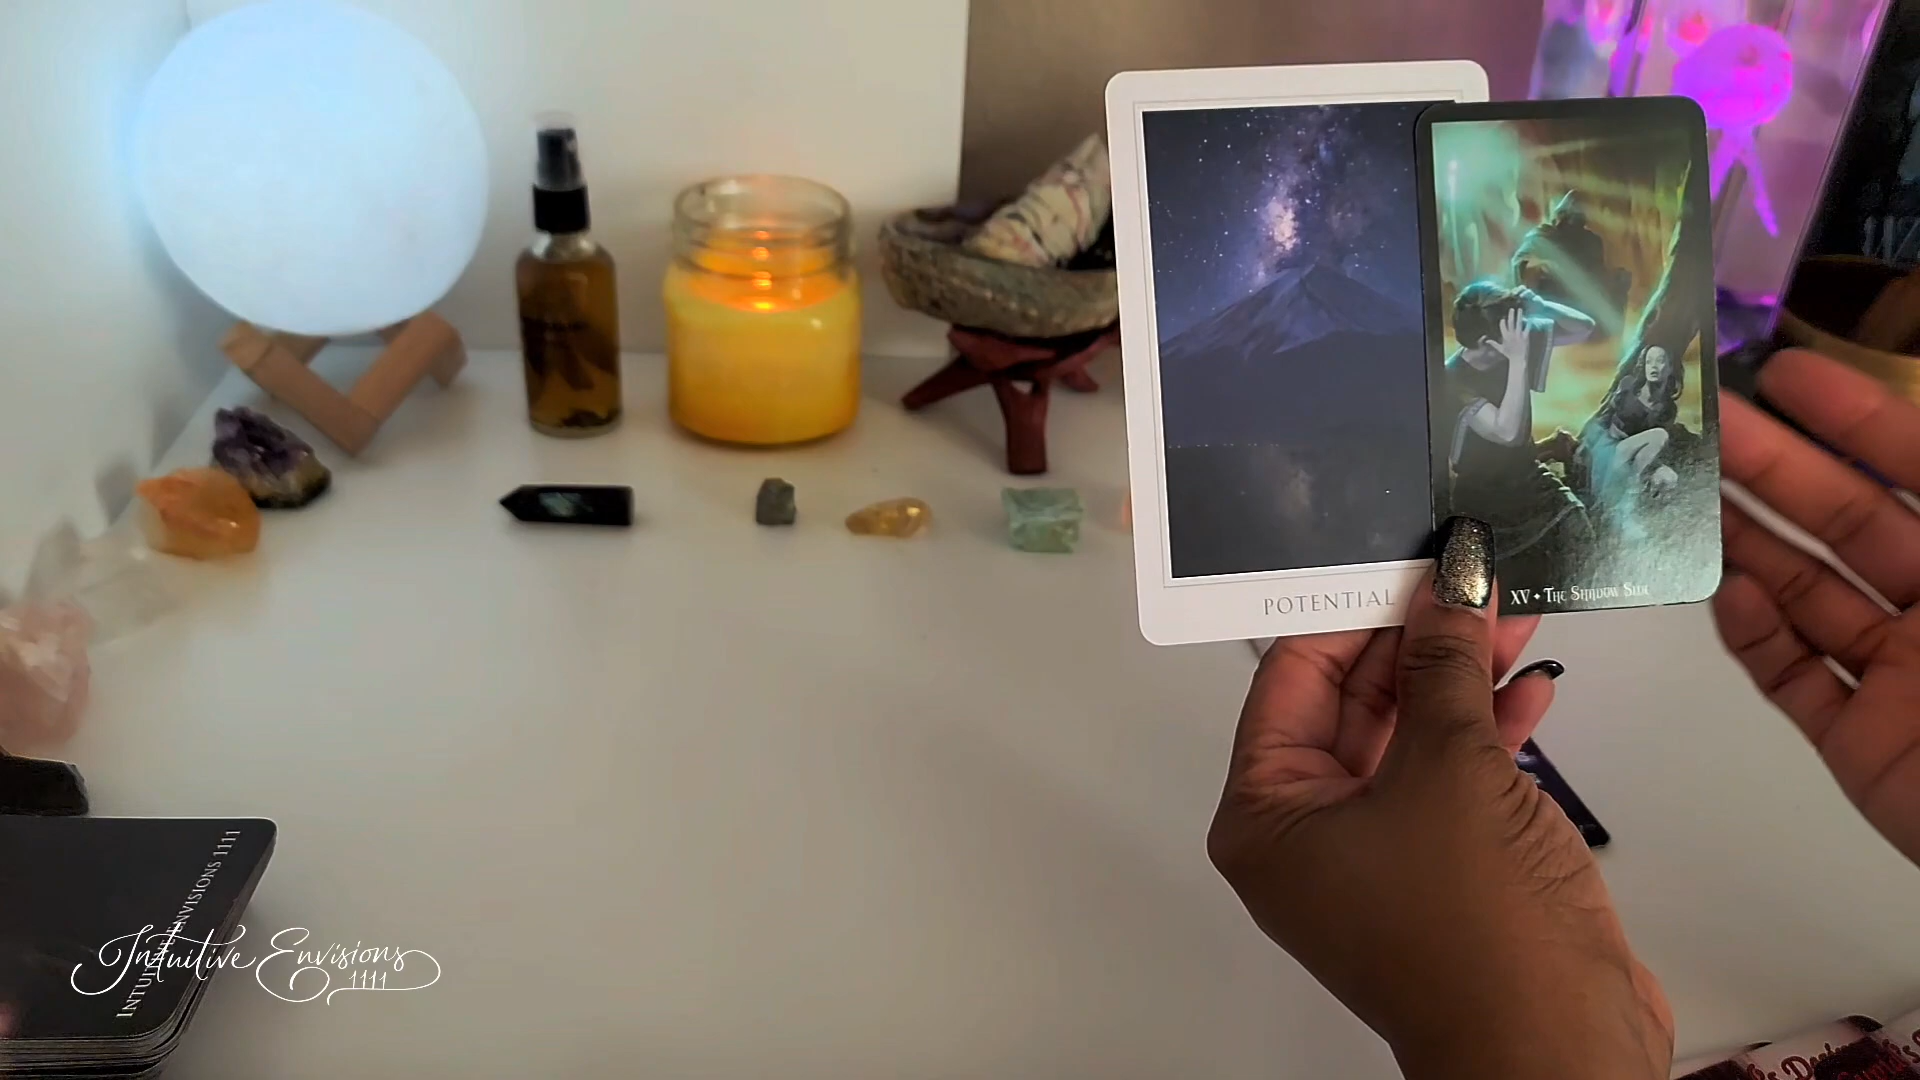 POTENTIAL
XV • The Shadow Side
INTUITIVE ENVISIONS 1111
Intuitive Envisions
1111